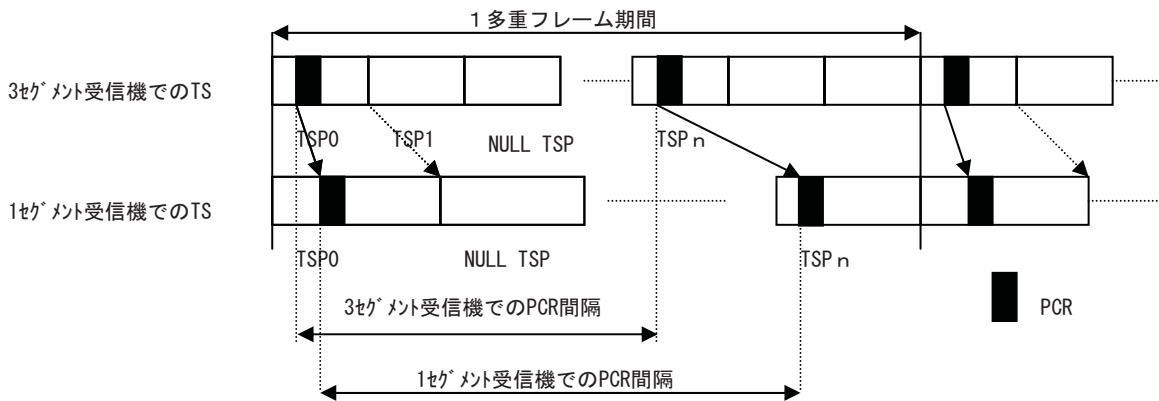 １多重フレーム期間
3ｾｸﾞﾒﾝﾄ受信機でのTS
TSP0 TSP1 NULL TSP TSPｎ
1ｾｸﾞﾒﾝﾄ受信機でのTS
TSP0 NULL TSP TSPｎ
PCR
3ｾｸﾞﾒﾝﾄ受信機でのPCR間隔
1ｾｸﾞﾒﾝﾄ受信機でのPCR間隔